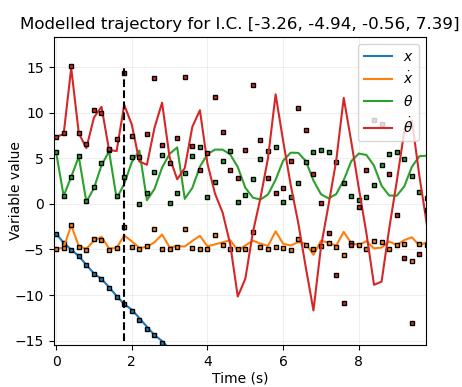 Modelled trajectory for I.C. [-3.26, -4.94, -0.56, 7.39]
x
ẋ
θ
θ̇
15
10
5
0
−5
−10
−15
Variable value
0 2 4 6 8
Time (s)